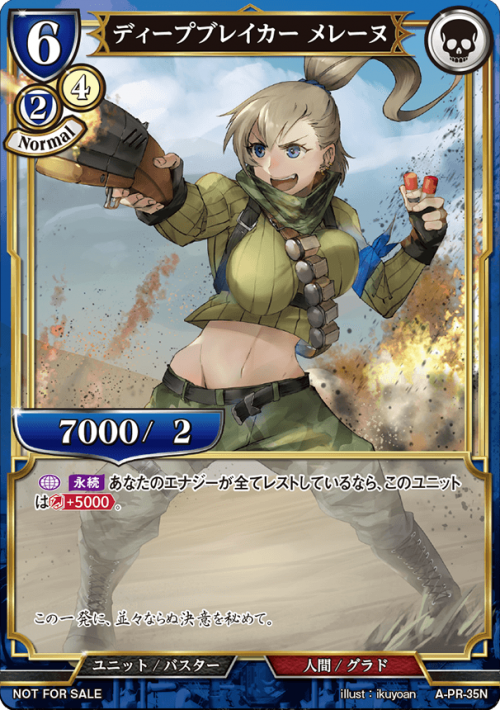 6
ディープブレイカー メレーヌ
4
2
Normal
7000/ 2
永続 あなたのエナジーが全てレストしているなら、このユニット
は+5000。
この一発に、並々ならぬ決意を秘めて。
ユニット / バスター
人間 / グラド
NOT FOR SALE
illust : ikuyoan
A-PR-35N